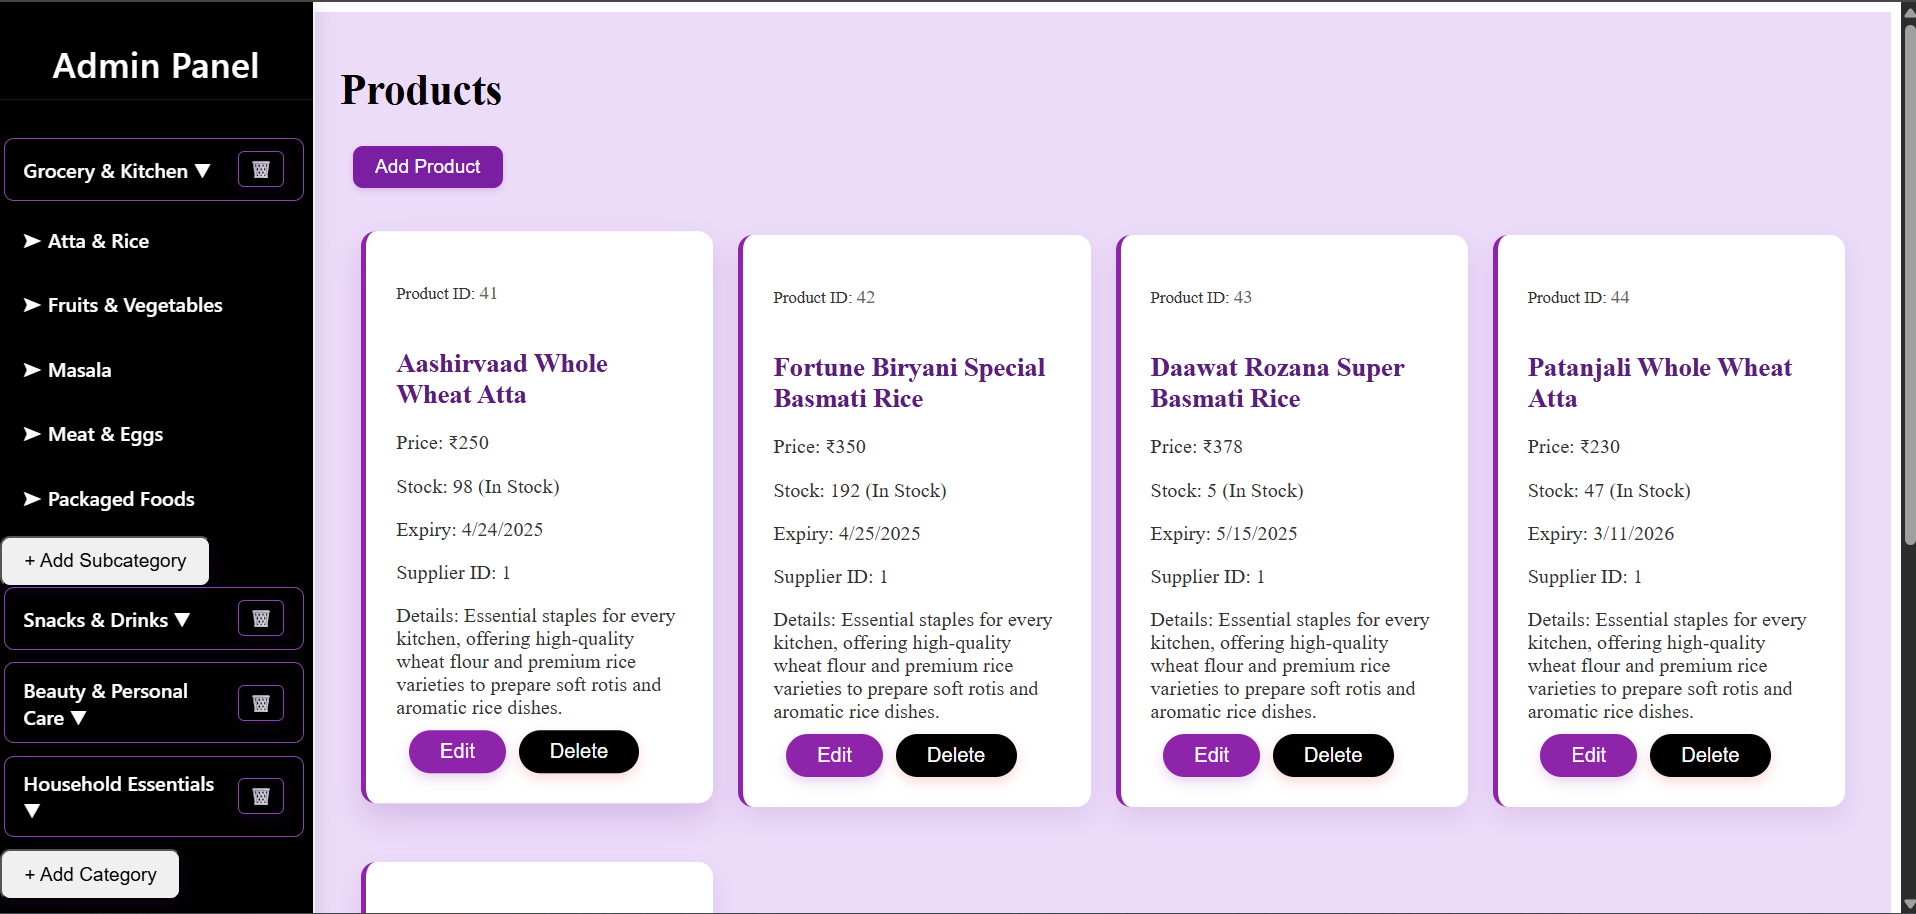 Admin Panel
Grocery & Kitchen ▼
➤ Atta & Rice
➤ Fruits & Vegetables
➤ Masala
➤ Meat & Eggs
➤ Packaged Foods
+ Add Subcategory
Snacks & Drinks ▼
Beauty & Personal
Care ▼
Household Essentials
▼
+ Add Category
Products
Add Product
Product ID: 41
Aashirvaad Whole
Wheat Atta
Price: ₹250
Stock: 98 (In Stock)
Expiry: 4/24/2025
Supplier ID: 1
Details: Essential staples for every
kitchen, offering high-quality
wheat flour and premium rice
varieties to prepare soft rotis and
aromatic rice dishes.
Edit Delete
Product ID: 42
Fortune Biryani Special
Basmati Rice
Price: ₹350
Stock: 192 (In Stock)
Expiry: 4/25/2025
Supplier ID: 1
Details: Essential staples for every
kitchen, offering high-quality
wheat flour and premium rice
varieties to prepare soft rotis and
aromatic rice dishes.
Edit Delete
Product ID: 43
Daawat Rozana Super
Basmati Rice
Price: ₹378
Stock: 5 (In Stock)
Expiry: 5/15/2025
Supplier ID: 1
Details: Essential staples for every
kitchen, offering high-quality
wheat flour and premium rice
varieties to prepare soft rotis and
aromatic rice dishes.
Edit Delete
Product ID: 44
Patanjali Whole Wheat
Atta
Price: ₹230
Stock: 47 (In Stock)
Expiry: 3/11/2026
Supplier ID: 1
Details: Essential staples for every
kitchen, offering high-quality
wheat flour and premium rice
varieties to prepare soft rotis and
aromatic rice dishes.
Edit Delete